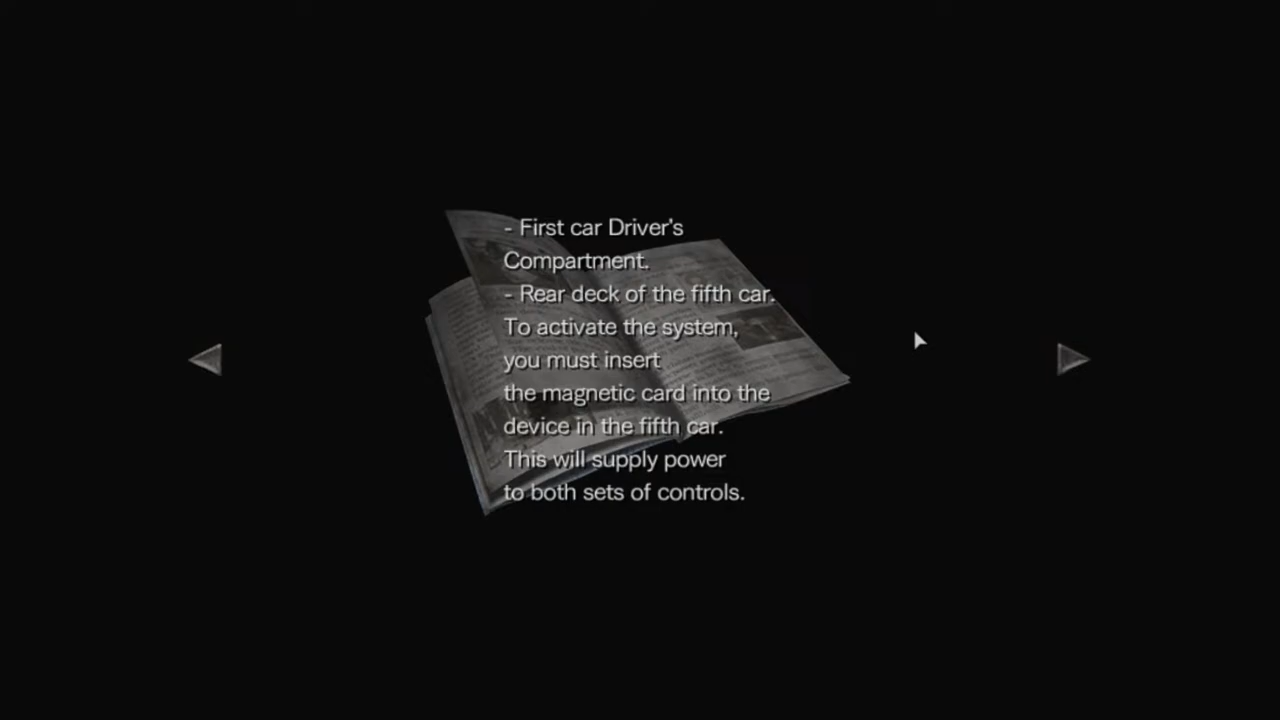 - First car Driver's
Compartment.
- Rear deck of the fifth car.
To activate the system,
you must insert
the magnetic card into the
device in the fifth car.
This will supply power
to both sets of controls.